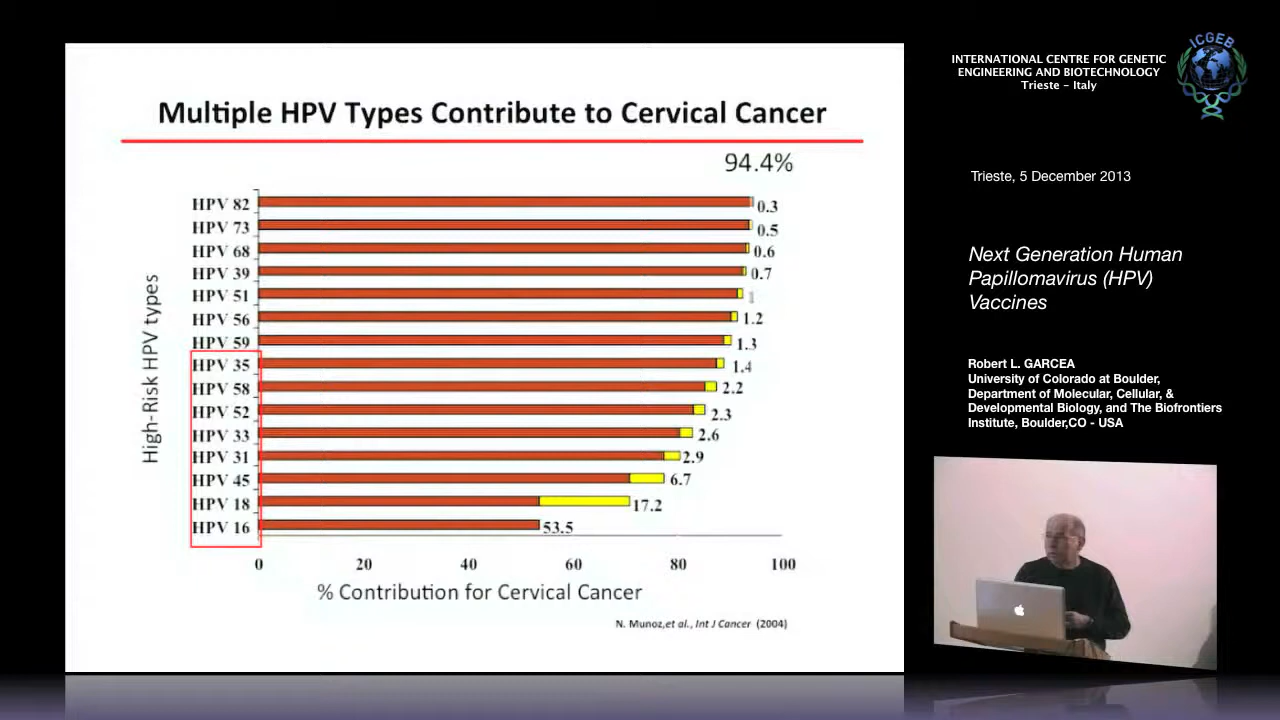 Multiple HPV Types Contribute to Cervical Cancer
94.4%
High-Risk HPV types
HPV 82 0.3
HPV 73 0.5
HPV 68 0.6
HPV 39 0.7
HPV 51 1
HPV 56 1.2
HPV 59 1.3
HPV 35 1.4
HPV 58 2.2
HPV 52 2.3
HPV 33 2.6
HPV 31 2.9
HPV 45 6.7
HPV 18 17.2
HPV 16 53.5
0 20 40 60 80 100
% Contribution for Cervical Cancer
N. Munoz,et al., Int J Cancer (2004)
INTERNATIONAL CENTRE FOR GENETIC
ENGINEERING AND BIOTECHNOLOGY
Trieste - Italy
ICGEB
Trieste, 5 December 2013
Next Generation Human
Papillomavirus (HPV)
Vaccines
Robert L. GARCEA
University of Colorado at Boulder,
Department of Molecular, Cellular, &
Developmental Biology, and The Biofrontiers
Institute, Boulder,CO - USA